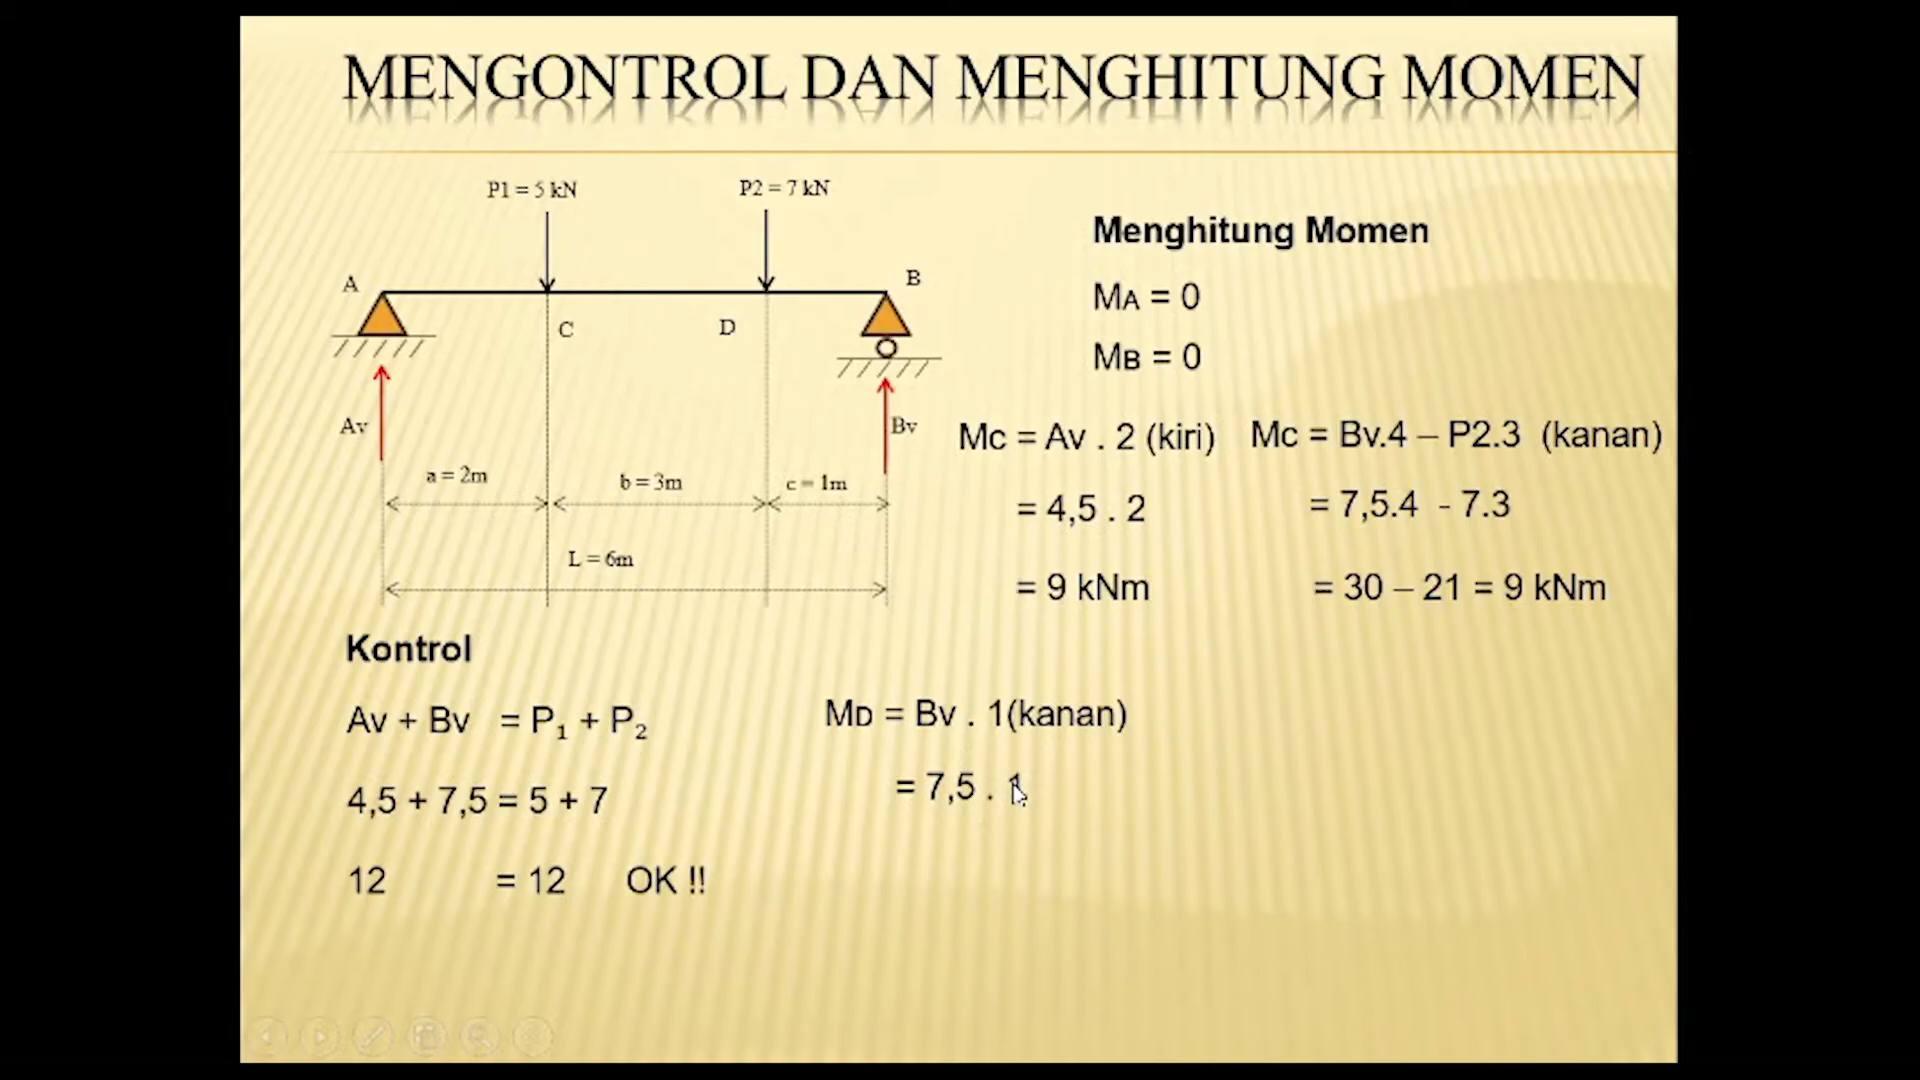 MENGONTROL DAN MENGHITUNG MOMEN
P1 = 5 kN
P2 = 7 kN
A
B
C
D
Av
Bv
a = 2m
b = 3m
c = 1m
L = 6m
Kontrol
Av + Bv = P₁ + P₂
4,5 + 7,5 = 5 + 7
12 = 12 OK !!
Menghitung Momen
MA = 0
MB = 0
Mc = Av . 2 (kiri)
= 4,5 . 2
= 9 kNm
Mc = Bv.4 – P2.3 (kanan)
= 7,5.4 - 7.3
= 30 – 21 = 9 kNm
MD = Bv . 1(kanan)
= 7,5 . 1